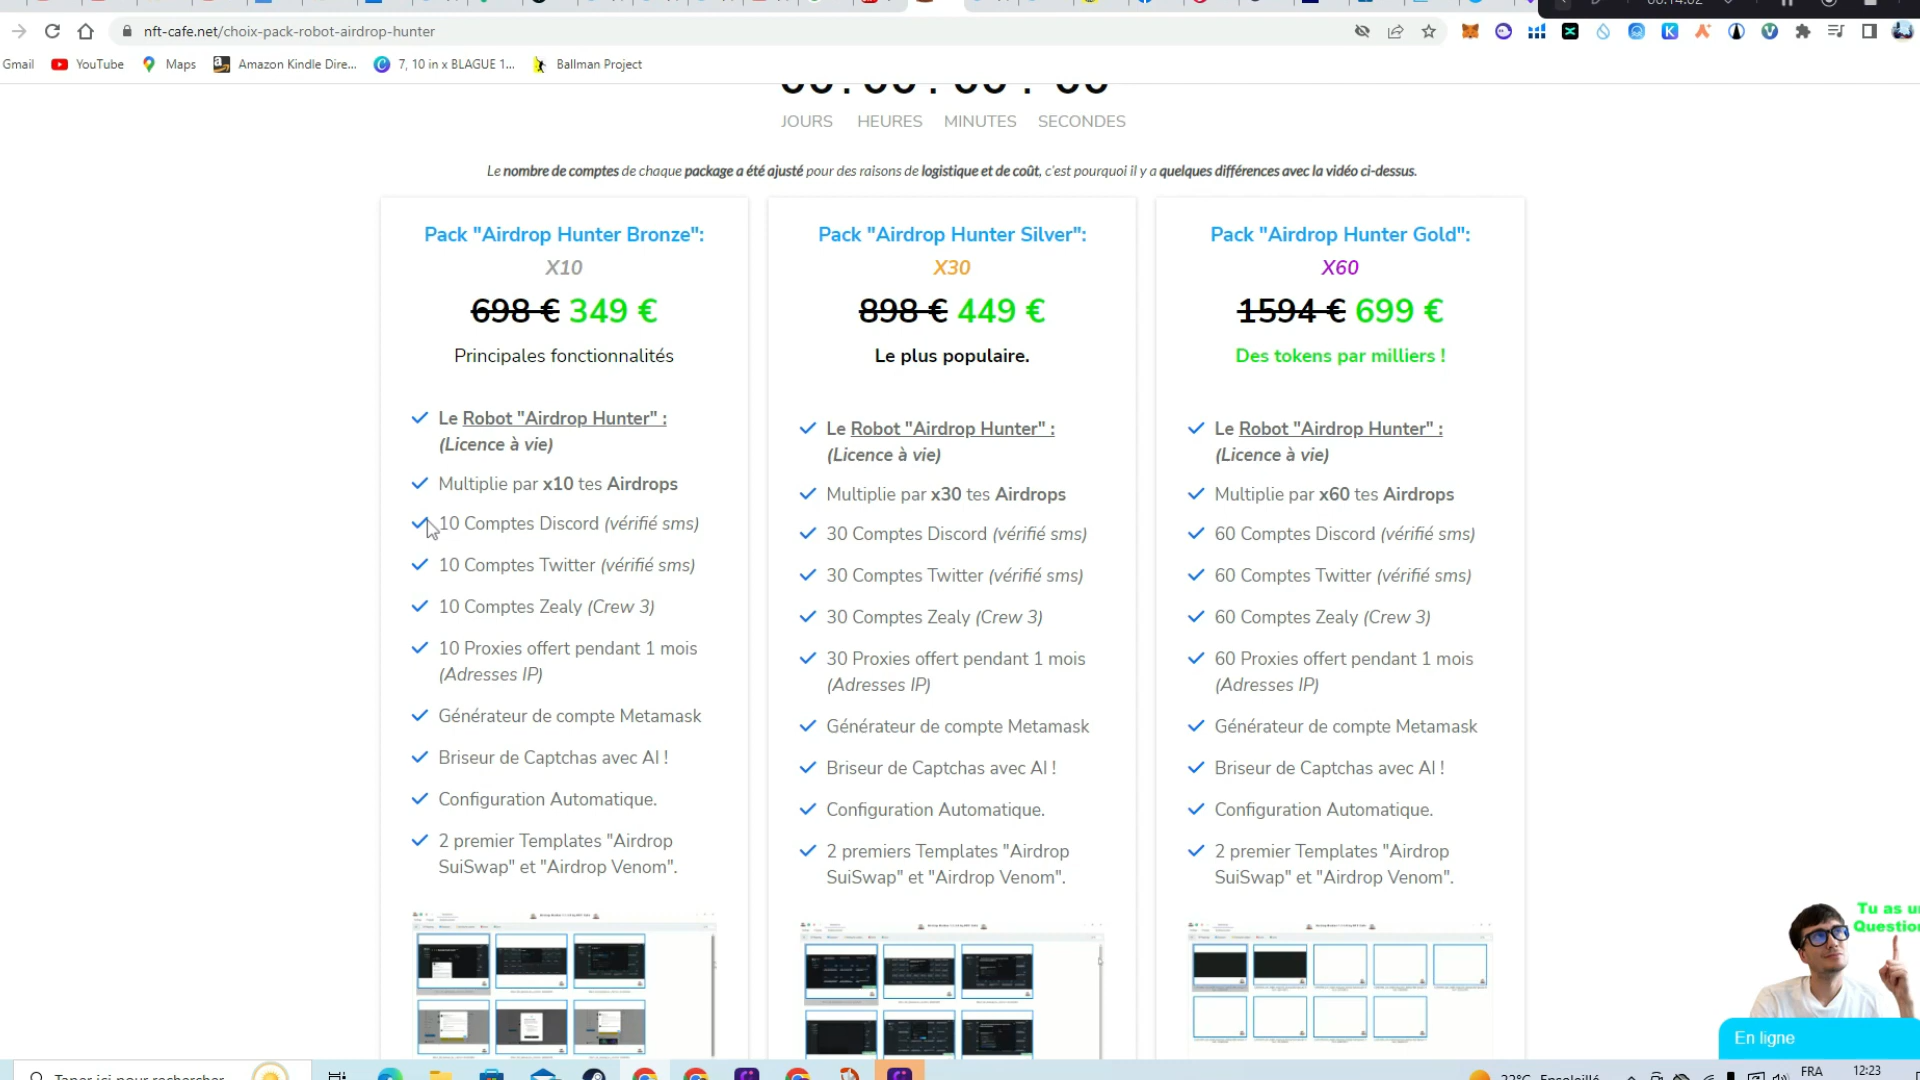 nft-cafe.net/choix-pack-robot-airdrop-hunter
Gmail YouTube Maps Amazon Kindle Dire... 7, 10 in x BLAGUE 1... Ballman Project
JOURS HEURES MINUTES SECONDES
Le nombre de comptes de chaque package a été ajusté pour des raisons de logistique et de coût, c'est pourquoi il y a quelques différences avec la vidéo ci-dessus.
Pack "Airdrop Hunter Bronze":
X10
698 € 349 €
Principales fonctionnalités
Le Robot "Airdrop Hunter" :
(Licence à vie)
Multiplie par x10 tes Airdrops
10 Comptes Discord (vérifié sms)
10 Comptes Twitter (vérifié sms)
10 Comptes Zealy (Crew 3)
10 Proxies offert pendant 1 mois
(Adresses IP)
Générateur de compte Metamask
Briseur de Captchas avec AI !
Configuration Automatique.
2 premier Templates "Airdrop
SuiSwap" et "Airdrop Venom".
Pack "Airdrop Hunter Silver":
X30
898 € 449 €
Le plus populaire.
Le Robot "Airdrop Hunter" :
(Licence à vie)
Multiplie par x30 tes Airdrops
30 Comptes Discord (vérifié sms)
30 Comptes Twitter (vérifié sms)
30 Comptes Zealy (Crew 3)
30 Proxies offert pendant 1 mois
(Adresses IP)
Générateur de compte Metamask
Briseur de Captchas avec AI !
Configuration Automatique.
2 premiers Templates "Airdrop
SuiSwap" et "Airdrop Venom".
Pack "Airdrop Hunter Gold":
X60
1594 € 699 €
Des tokens par milliers !
Le Robot "Airdrop Hunter" :
(Licence à vie)
Multiplie par x60 tes Airdrops
60 Comptes Discord (vérifié sms)
60 Comptes Twitter (vérifié sms)
60 Comptes Zealy (Crew 3)
60 Proxies offert pendant 1 mois
(Adresses IP)
Générateur de compte Metamask
Briseur de Captchas avec AI !
Configuration Automatique.
2 premier Templates "Airdrop
SuiSwap" et "Airdrop Venom".
Tu as
Question
En ligne
Taper ici pour rechercher
22°C Ensoleillé
FRA
12:23